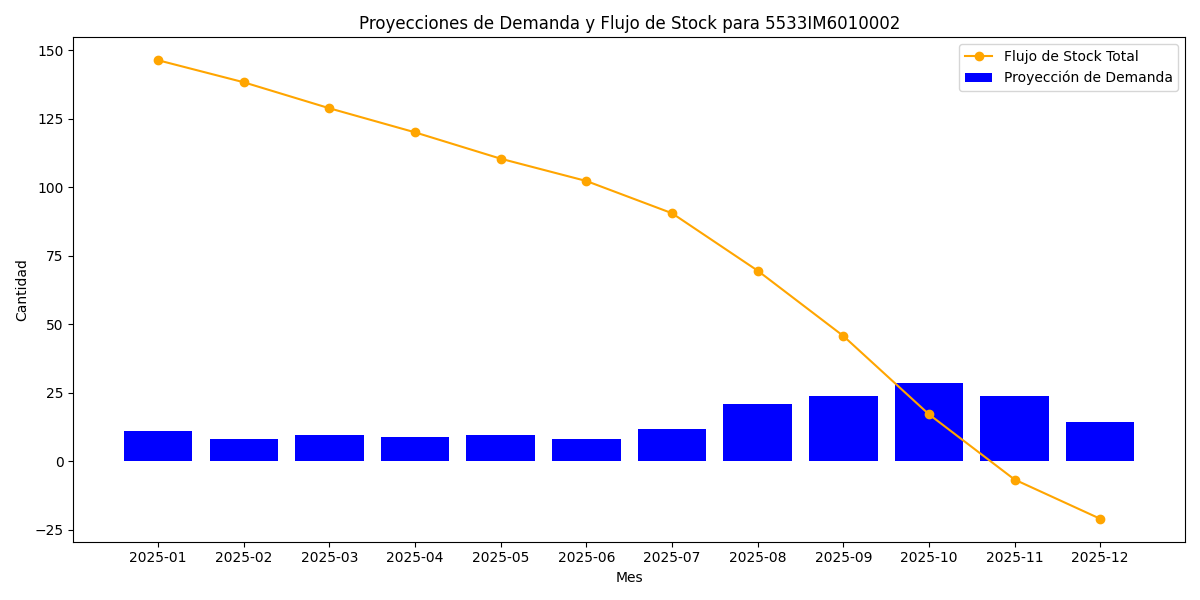 Proyecciones de Demanda y Flujo de Stock para 5533IM6010002
Flujo de Stock Total
Proyección de Demanda
Cantidad
150
125
100
75
50
25
0
−25
2025-01 2025-02 2025-03 2025-04 2025-05 2025-06 2025-07 2025-08 2025-09 2025-10 2025-11 2025-12
Mes